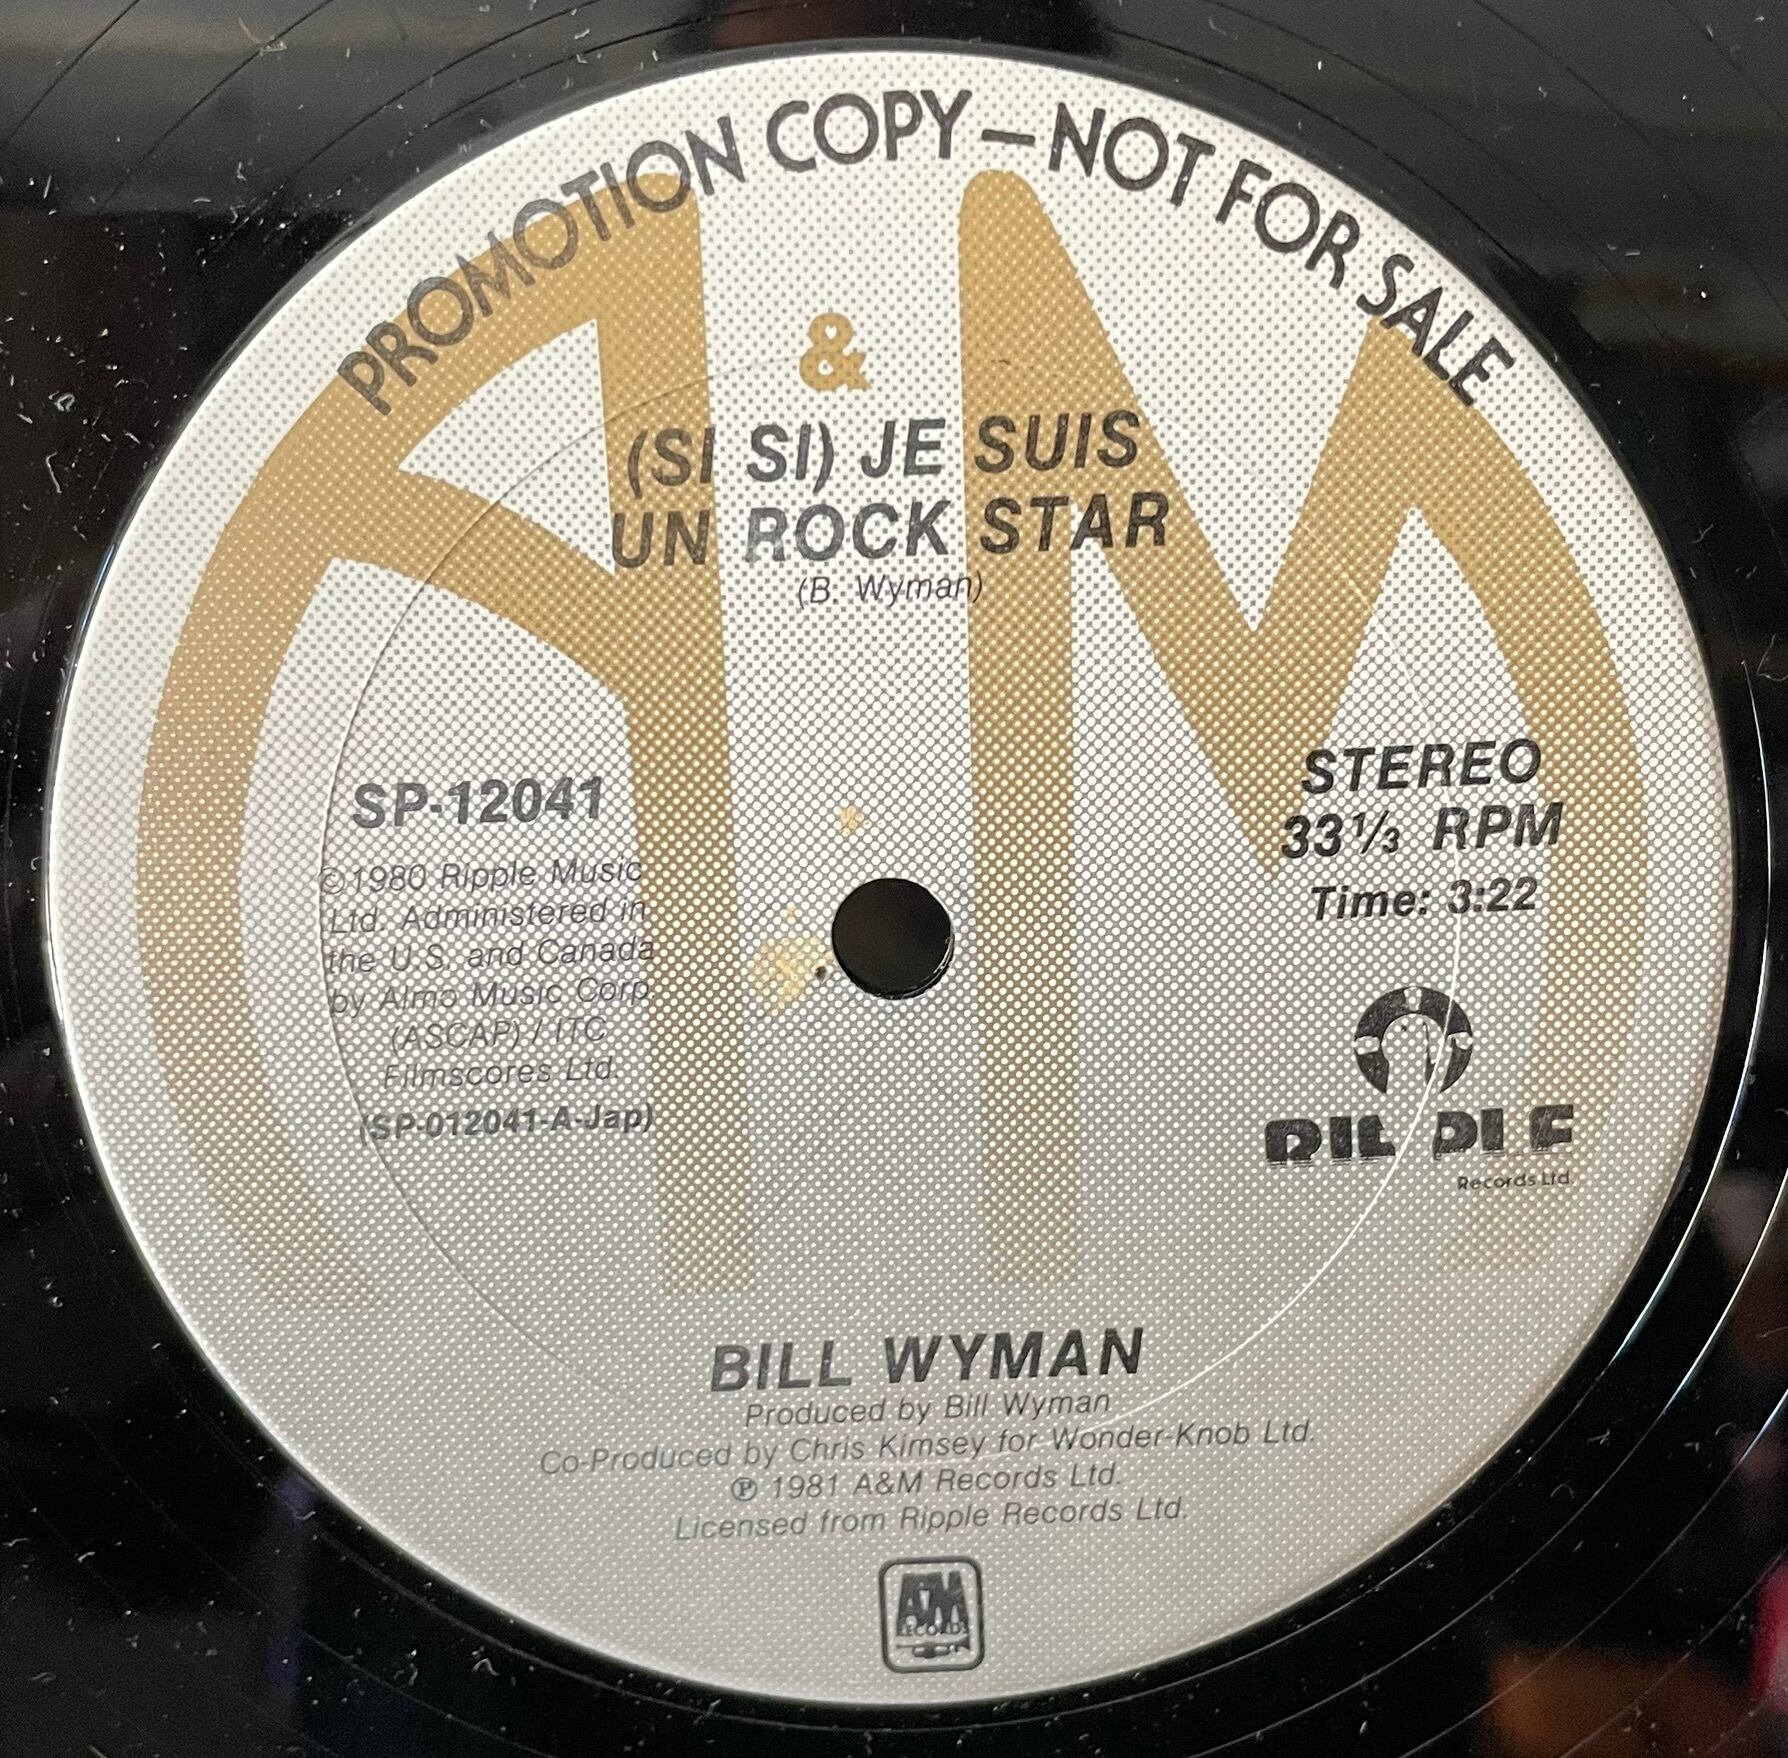 PROMOTION COPY — NOT FOR SALE
&
(SI SI) JE SUIS
UN ROCK STAR
(B. Wyman)
SP-12041
©1980 Ripple Music
Ltd. Administered in
the U.S. and Canada
by Almo Music Corp
(ASCAP) / ITC
Filmscores Ltd.
(SP-012041-A-Jap)
STEREO
33⅓ RPM
Time: 3:22
Records Ltd.
BILL WYMAN
Produced by Bill Wyman
Co-Produced by Chris Kimsey for Wonder-Knob Ltd.
℗ 1981 A&M Records Ltd.
Licensed from Ripple Records Ltd.
A&M
RECORDS